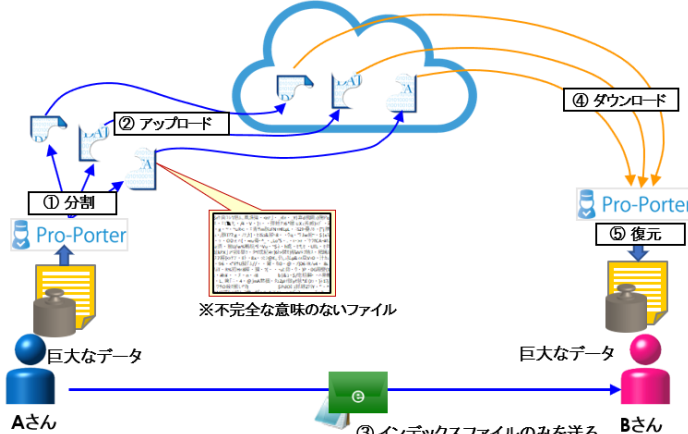 ② アップロード
④ ダウンロード
① 分割
Pro-Porter
Pro-Porter
⑤ 復元
※不完全な意味のないファイル
巨大なデータ
巨大なデータ
Aさん
③ インデックスファイルのみを送る
Bさん